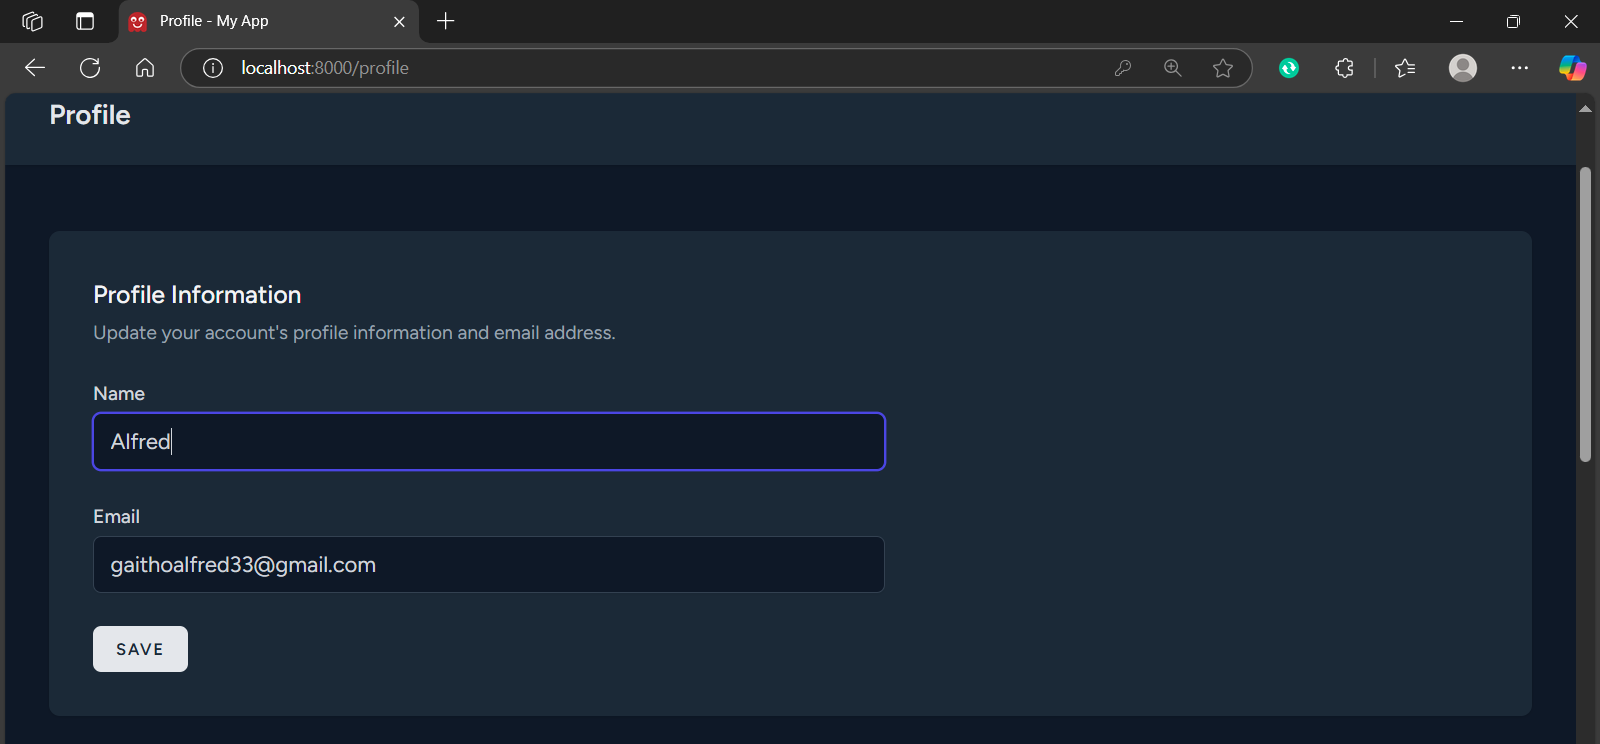 Profile - My App
localhost:8000/profile
Profile
Profile Information
Update your account's profile information and email address.
Name
Alfred
Email
gaithoalfred33@gmail.com
SAVE